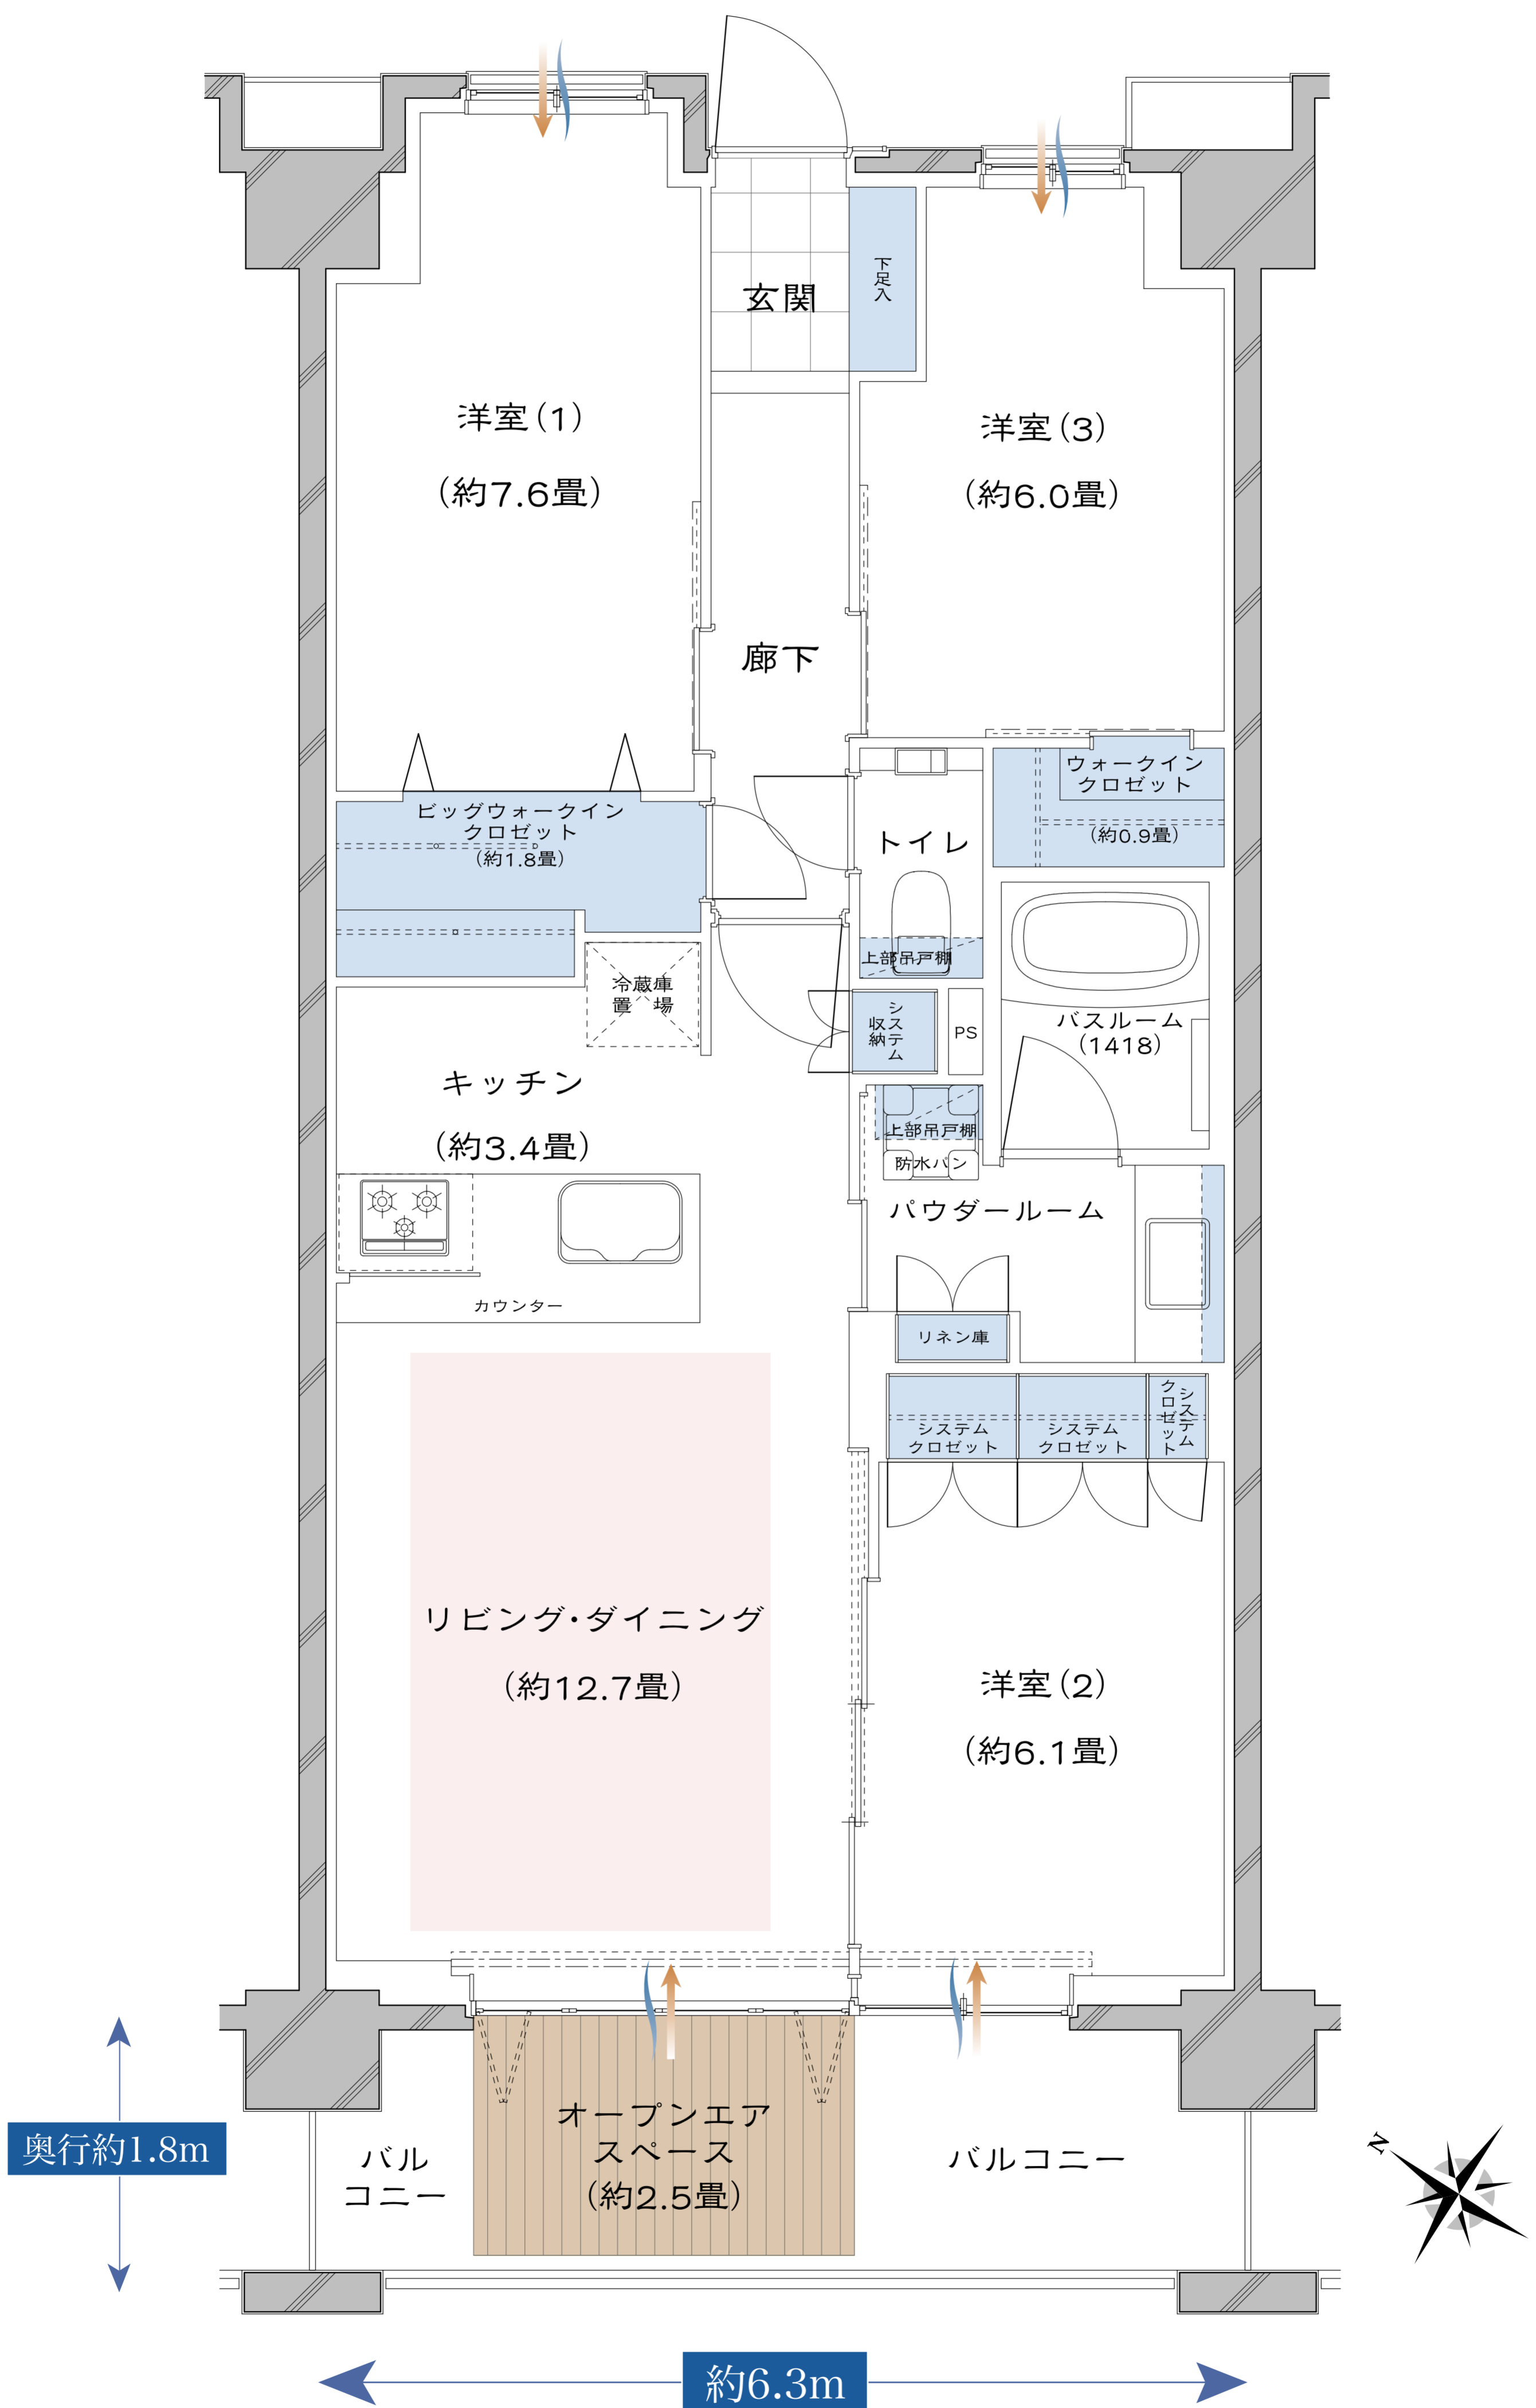 玄関
下足入
洋室(1)
(約7.6畳)
洋室(3)
(約6.0畳)
廊下
ビッグウォークイン
クロゼット
(約1.8畳)
トイレ
ウォークイン
クロゼット
(約0.9畳)
上部吊戸棚
冷蔵庫
置 場
システム
収納
PS
バスルーム
(1418)
キッチン
(約3.4畳)
上部吊戸棚
防水パン
パウダールーム
カウンター
リネン庫
システム
クロゼット
システム
クロゼット
システム
クロゼット
リビング・ダイニング
(約12.7畳)
洋室(2)
(約6.1畳)
オープンエア
スペース
(約2.5畳)
バル
コニー
バルコニー
奥行約1.8m
N
約6.3m